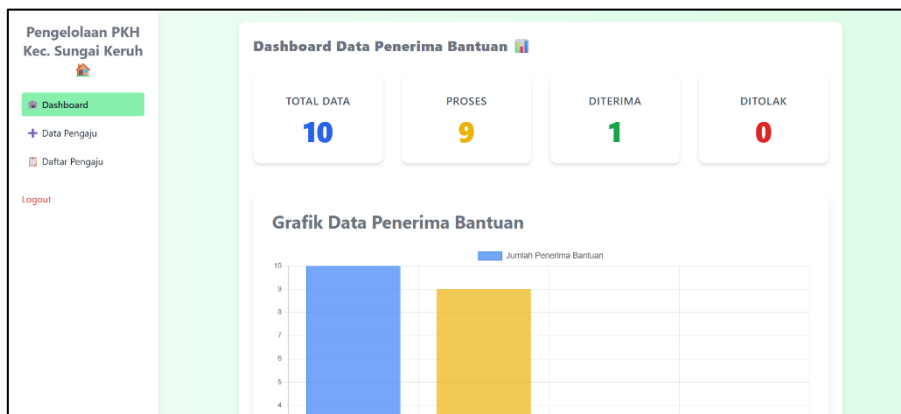 Pengelolaan PKH
Kec. Sungai Keruh
Dashboard
Data Pengaju
Daftar Pengaju
Logout
Dashboard Data Penerima Bantuan
TOTAL DATA
10
PROSES
9
DITERIMA
1
DITOLAK
0
Grafik Data Penerima Bantuan
Jumlah Penerima Bantuan
10
9
8
7
6
5
4